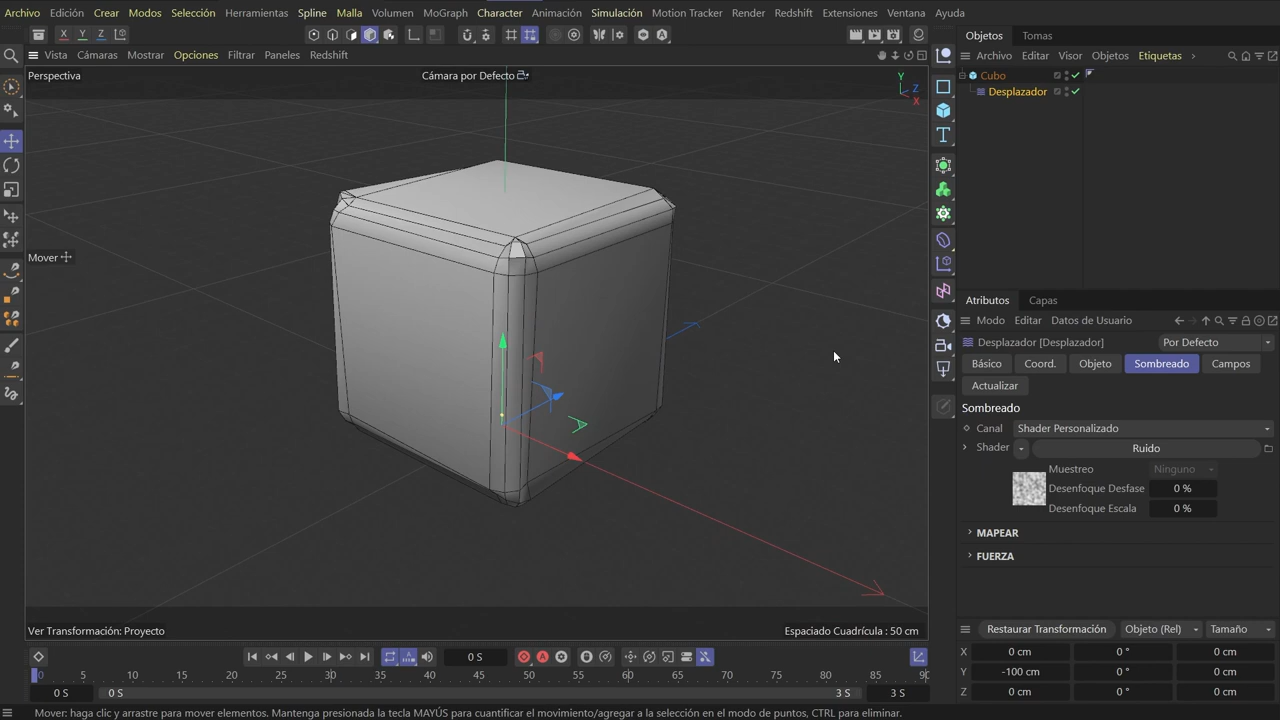 Archivo Edición Crear Modos Selección Herramientas Spline Malla Volumen MoGraph Character Animación Simulación Motion Tracker Render Redshift Extensiones Ventana Ayuda
X Y Z
Vista Cámaras Mostrar Opciones Filtrar Paneles Redshift
Perspectiva
Cámara por Defecto
Y
Z
X
Mover
Ver Transformación: Proyecto
Espaciado Cuadrícula : 50 cm
Objetos Tomas
Archivo Editar Visor Objetos Etiquetas
Cubo
Desplazador
Atributos Capas
Modo Editar Datos de Usuario
Desplazador [Desplazador] Por Defecto
Básico Coord. Objeto Sombreado Campos
Actualizar
Sombreado
Canal Shader Personalizado
Shader Ruido
Muestreo Ninguno
Desenfoque Desfase 0 %
Desenfoque Escala 0 %
MAPEAR
FUERZA
Restaurar Transformación Objeto (Rel) Tamaño
X 0 cm 0 ° 0 cm
Y -100 cm 0 ° 0 cm
Z 0 cm 0 ° 0 cm
0 S
0 5 10 15 20 25 30 35 40 45 50 55 60 65 70 75 80 85 90
0 S 0 S 3 S 3 S
Mover: haga clic y arrastre para mover elementos. Mantenga presionada la tecla MAYÚS para cuantificar el movimiento/agregar a la selección en el modo de puntos, CTRL para eliminar.